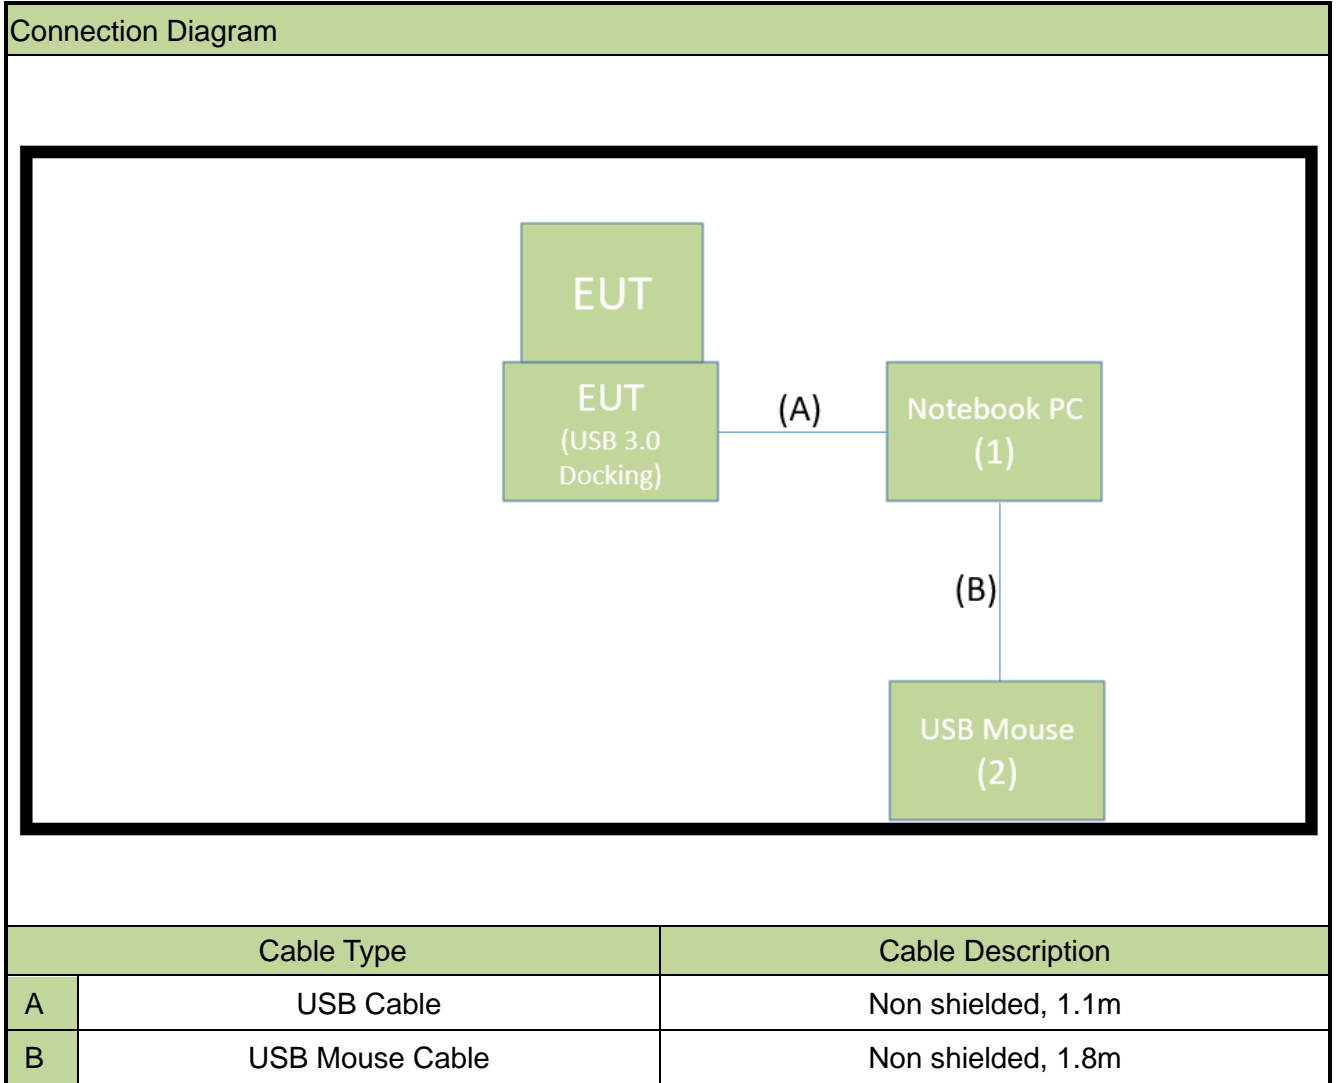 Connection Diagram
EUT
EUT
(USB 3.0
Docking)
(A)
Notebook PC
(1)
(B)
USB Mouse
(2)
Cable Type Cable Description
A USB Cable Non shielded, 1.1m
B USB Mouse Cable Non shielded, 1.8m